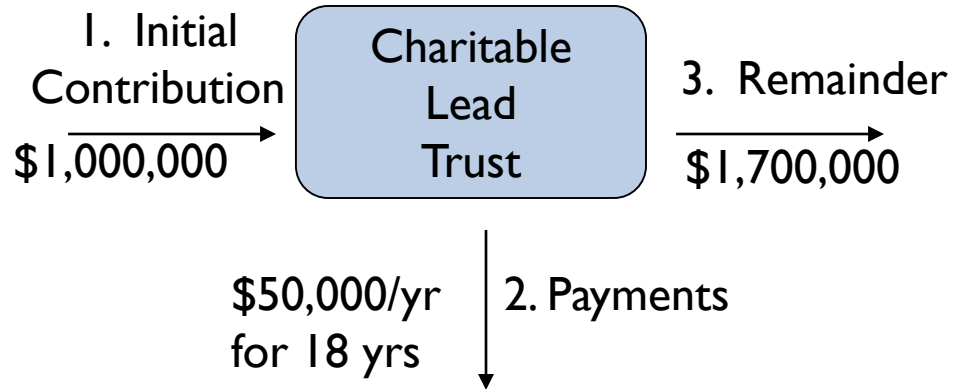 1. Initial
Contribution
$1,000,000
Charitable
Lead
Trust
3. Remainder
$1,700,000
$50,000/yr
for 18 yrs
2. Payments